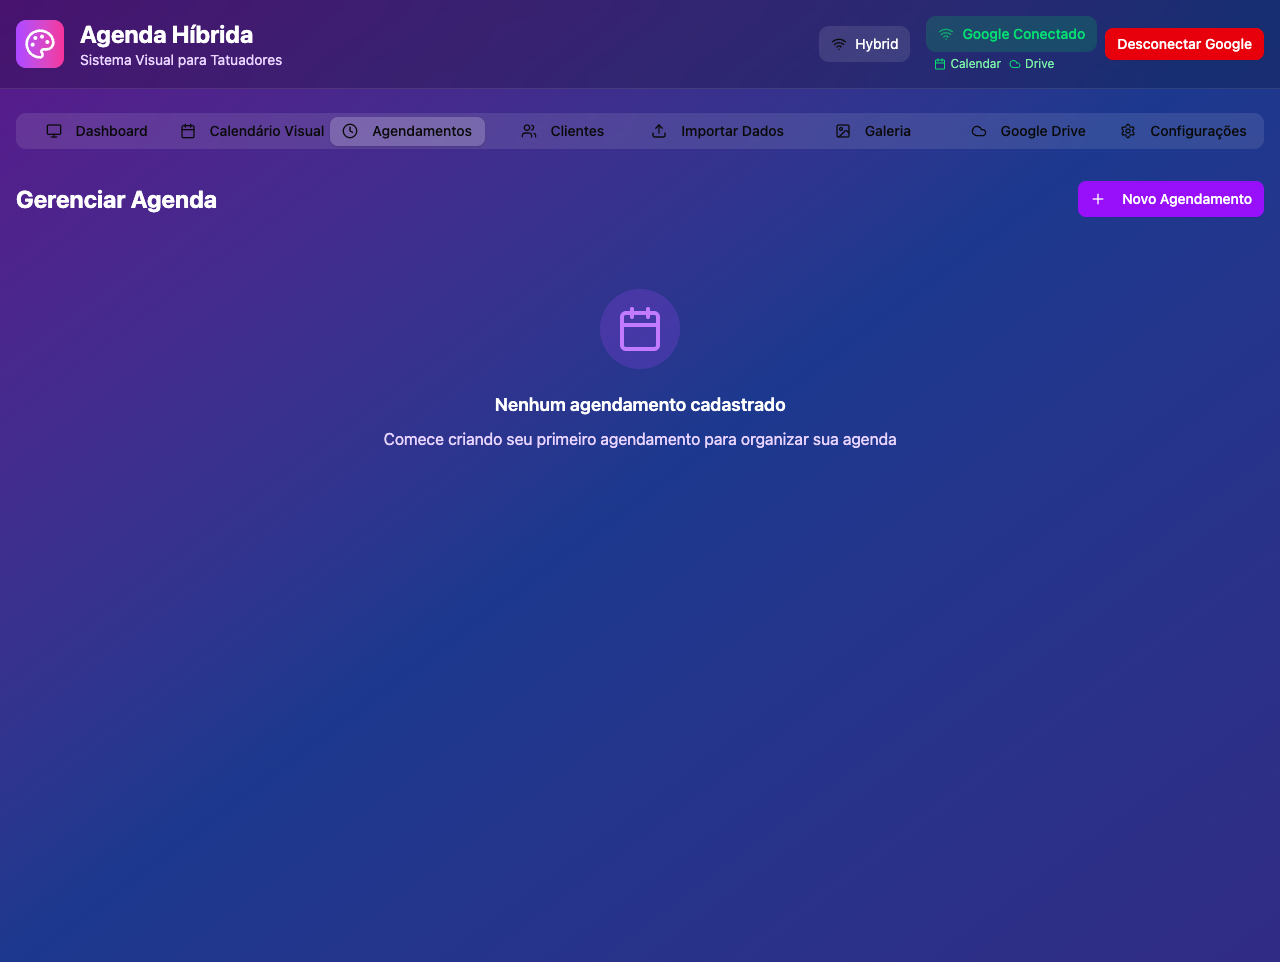 Agenda Híbrida
Sistema Visual para Tatuadores
Hybrid
Google Conectado
Calendar
Drive
Desconectar Google
Dashboard
Calendário Visual
Agendamentos
Clientes
Importar Dados
Galeria
Google Drive
Configurações
Gerenciar Agenda
Novo Agendamento
Nenhum agendamento cadastrado
Comece criando seu primeiro agendamento para organizar sua agenda